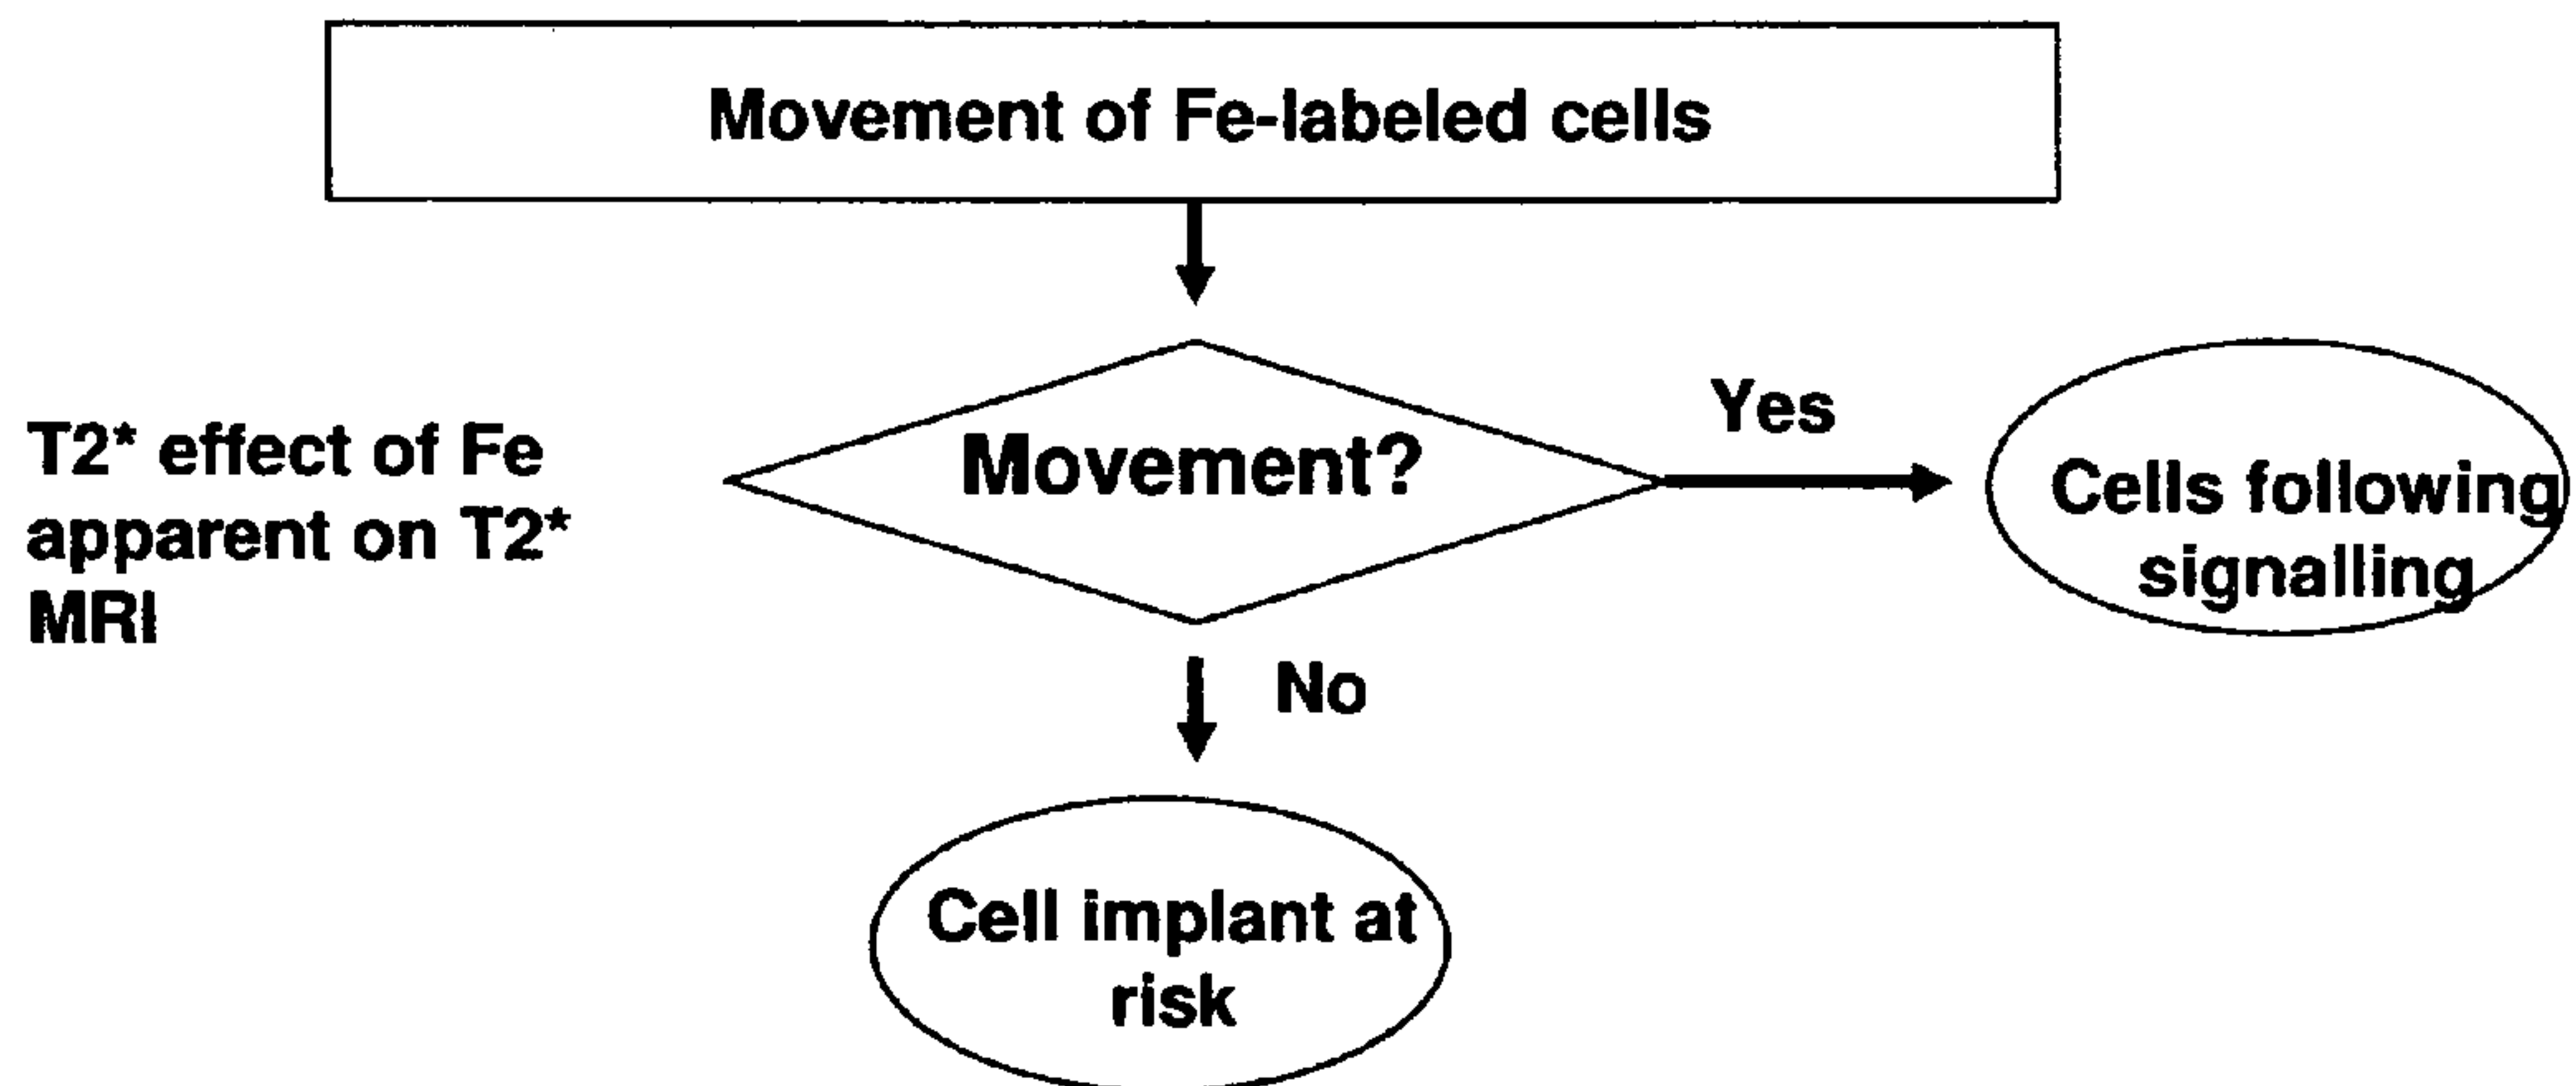 Movement of Fe-labeled cells
T2* effect of Fe
apparent on T2*
MRI
Movement?
Yes
Cells following
signalling
No
Cell implant at
risk